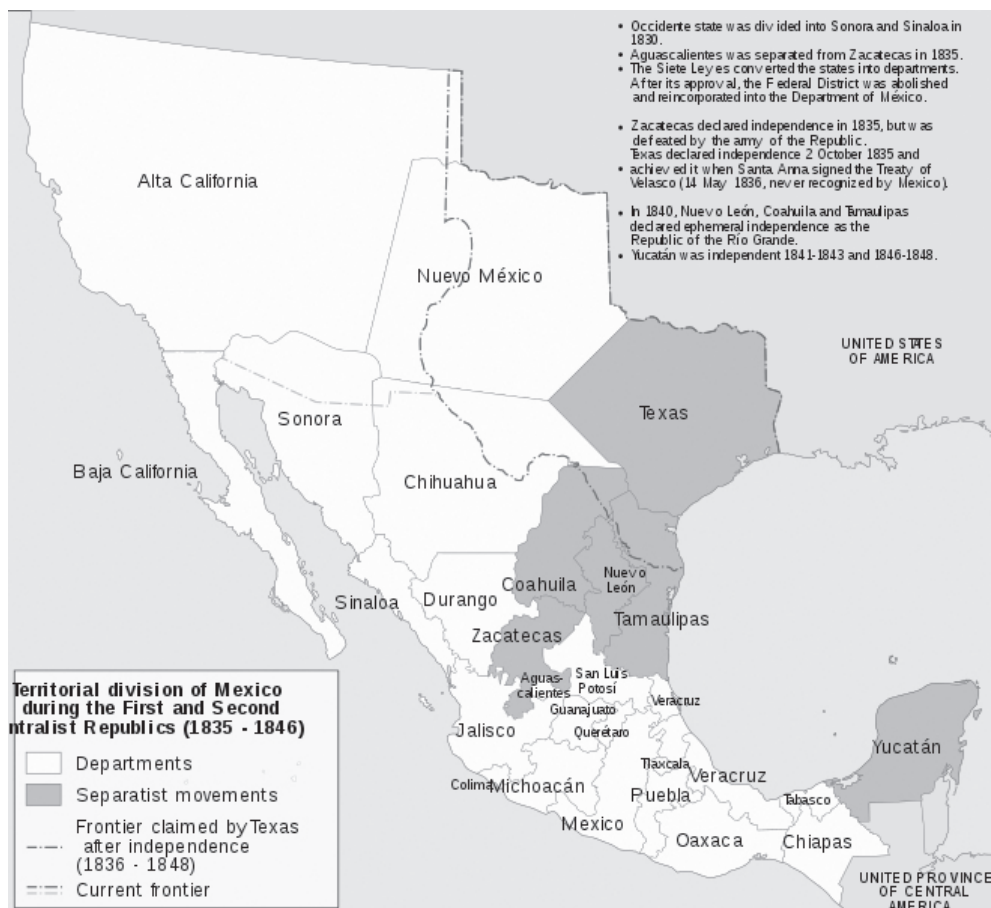 Occidente state was divided into Sonora and Sinaloa in
1830.
Aguascalientes was separated from Zacatecas in 1835.
The Siete Leyes converted the states into departments.
After its approval, the Federal District was abolished
and reincorporated into the Department of México.
Zacatecas declared independence in 1835, but was
defeated by the army of the Republic.
Texas declared independence 2 October 1835 and
achieved it when Santa Anna signed the Treaty of
Velasco (14 May 1836, never recognized by Mexico).
In 1840, Nuevo León, Coahuila and Tamaulipas
declared ephemeral independence as the
Republic of the Río Grande.
Yucatán was independent 1841-1843 and 1846-1848.
Alta California
Nuevo México
UNITED STATES
OF AMERICA
Texas
Sonora
Baja California
Chihuahua
Coahuila
Nuevo
León
Sinaloa
Durango
Tamaulipas
Zacatecas
Aguas-
calientes
San Luis
Potosí
Veracruz
Guanajuato
Jalisco
Querétaro
Yucatán
Tlaxcala
Veracruz
Colima
Michoacán
Puebla
Tabasco
Mexico
Oaxaca
Chiapas
UNITED PROVINCE
OF CENTRAL
AMERICA
Territorial division of Mexico
during the First and Second
ntralist Republics (1835 - 1846)
Departments
Separatist movements
Frontier claimed by Texas
after independence
(1836 - 1848)
Current frontier